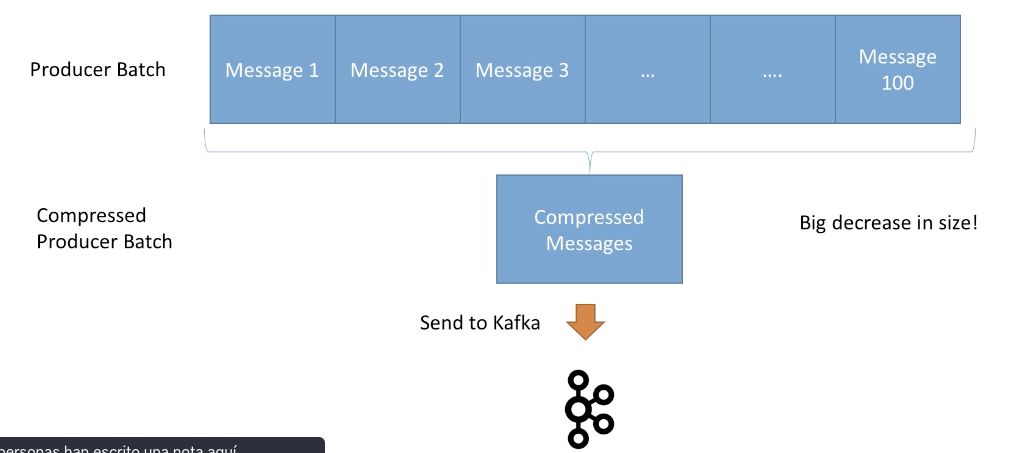 Producer Batch
Message 1
Message 2
Message 3
...
....
Message
100
Compressed
Producer Batch
Compressed
Messages
Big decrease in size!
Send to Kafka
personas han escrito una nota aquí